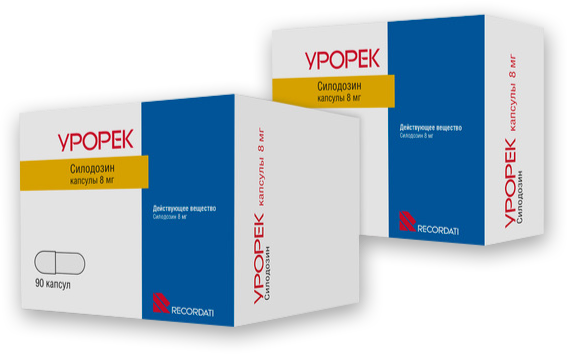 УРОРЕК
Силодозин
капсулы 8 мг
Действующее вещество
Силодозин 8 мг
90 капсул
RECORDATI
УРОРЕК капсулы 8 мг
Силодозин
УРОРЕК
Силодозин
капсулы 8 мг
Действующее вещество
Силодозин 8 мг
RECORDATI
УРОРЕК капсулы 8 мг
Силодозин